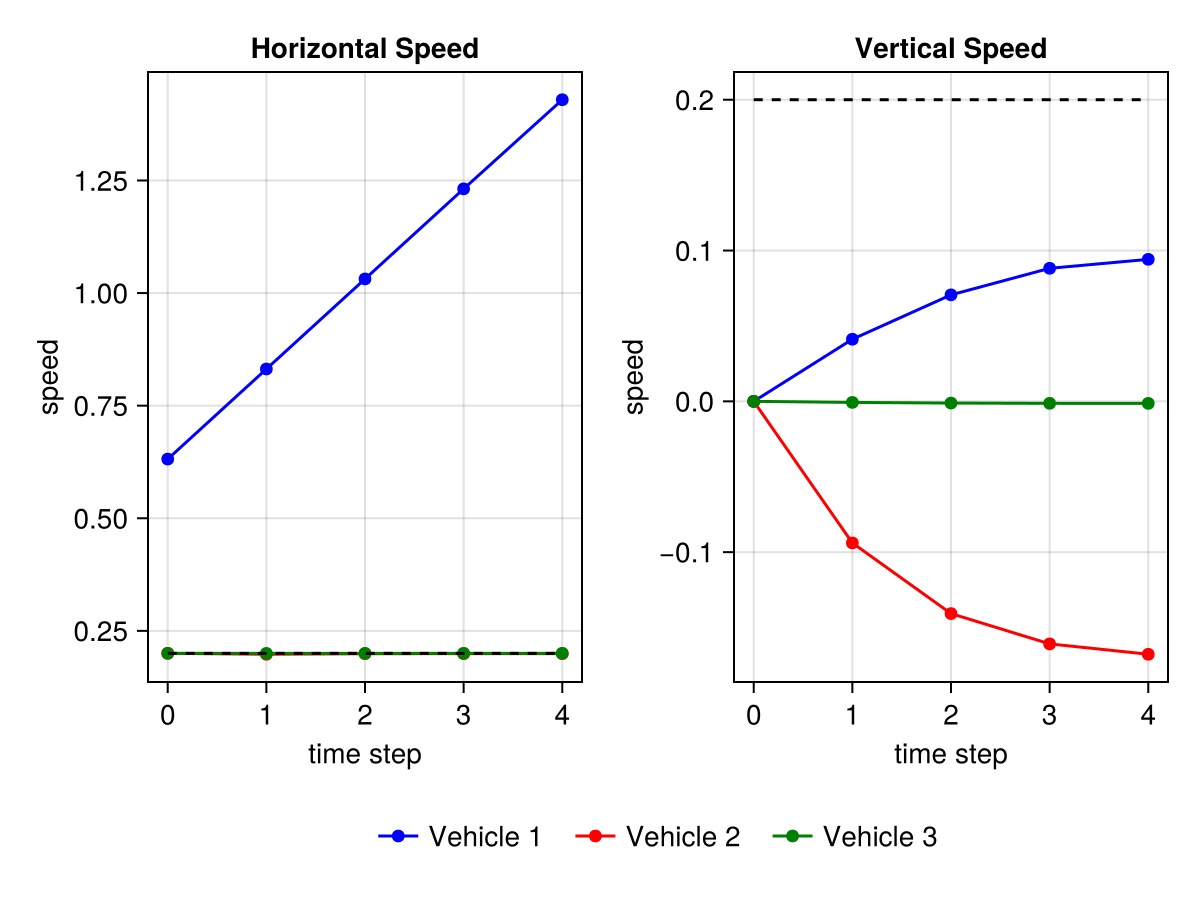 Horizontal Speed
speed
1.25
1.00
0.75
0.50
0.25
0 1 2 3 4
time step
Vertical Speed
speed
0.2
0.1
0.0
−0.1
0 1 2 3 4
time step
Vehicle 1 Vehicle 2 Vehicle 3